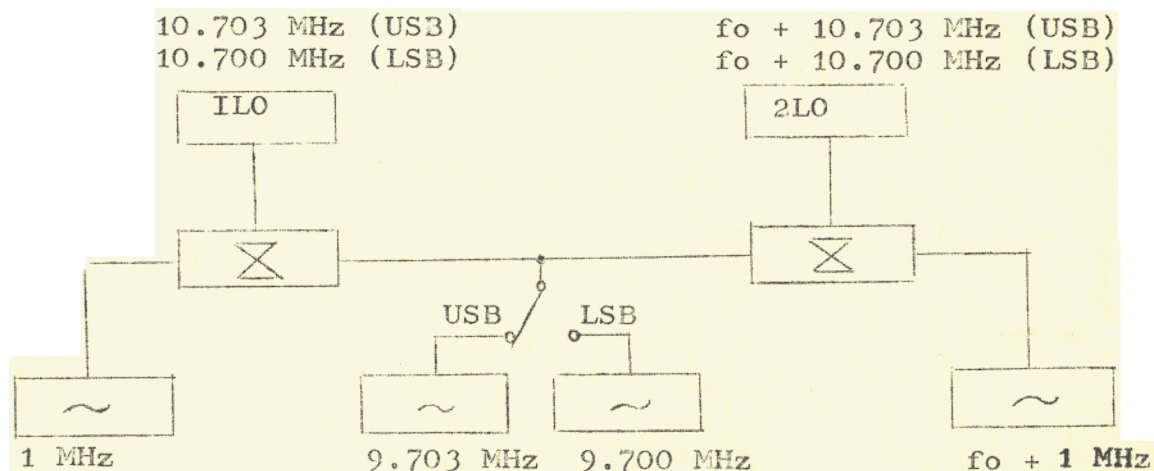 10.703 MHz (USB)
10.700 MHz (LSB)
fo + 10.703 MHz (USB)
fo + 10.700 MHz (LSB)
1LO
2LO
USB
LSB
1 MHz
9.703 MHz
9.700 MHz
fo + 1 MHz